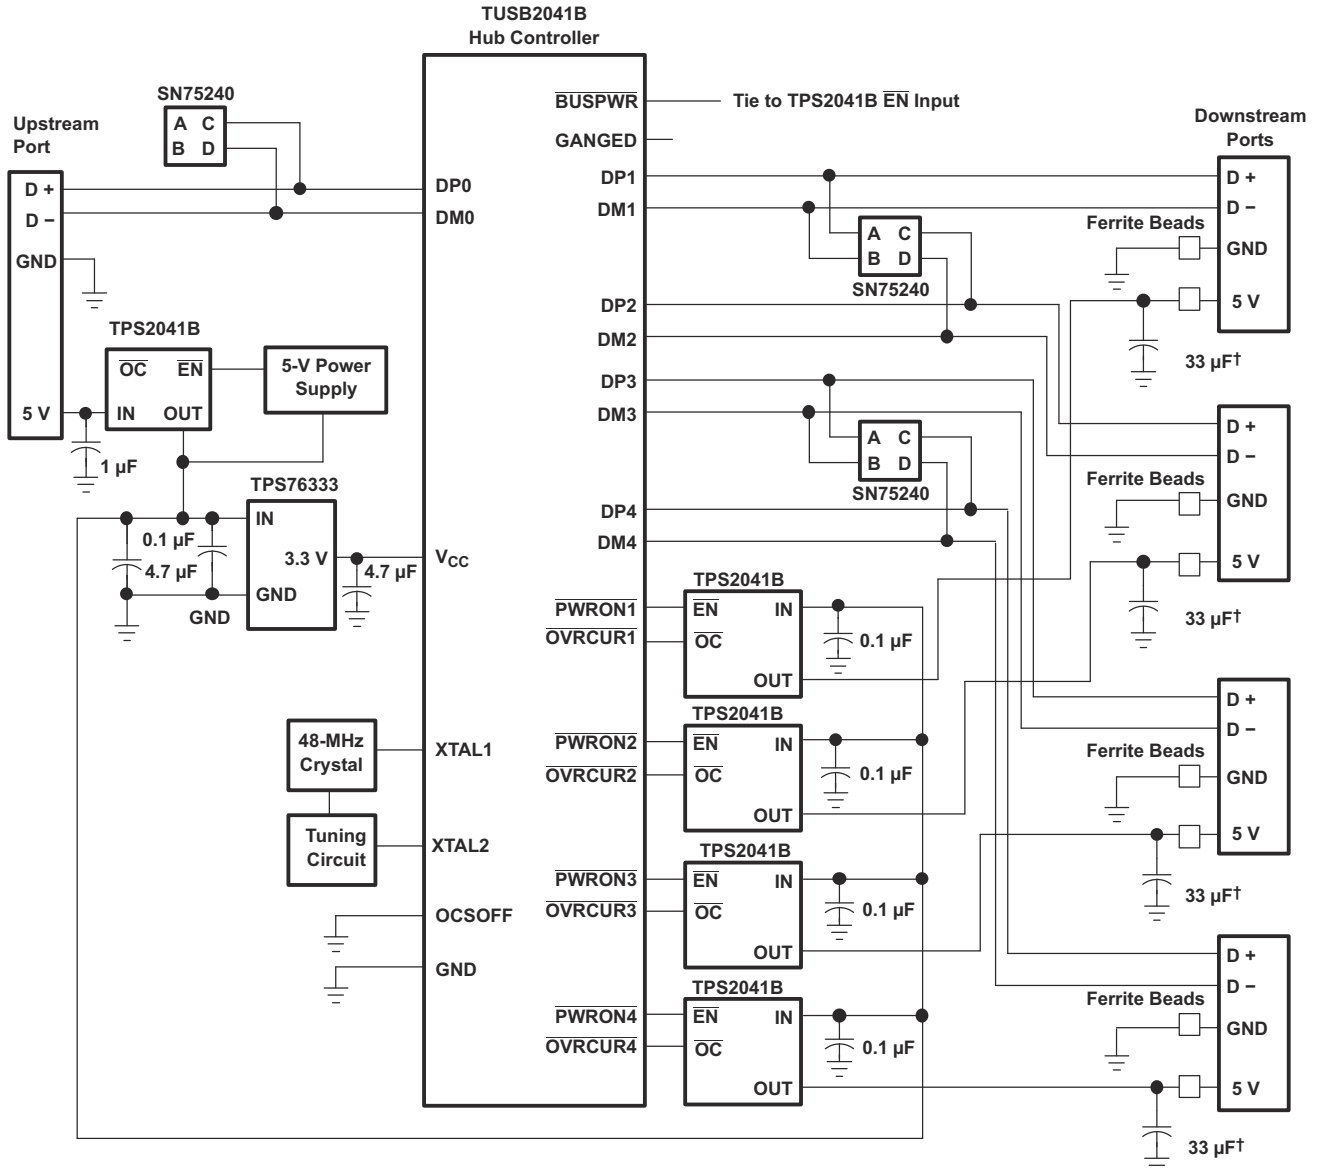 TUSB2041B
Hub Controller
SN75240
A C
B D
Upstream
Port
D +
D −
GND
5 V
DP0
DM0
BUSPWR
Tie to TPS2041B EN Input
GANGED
DP1
DM1
A C
B D
SN75240
DP2
DM2
DP3
DM3
A C
B D
SN75240
DP4
DM4
Downstream
Ports
D +
D −
Ferrite Beads
GND
5 V
33 µF†
D +
D −
Ferrite Beads
GND
5 V
33 µF†
D +
D −
Ferrite Beads
GND
5 V
33 µF†
D +
D −
Ferrite Beads
GND
5 V
33 µF†
TPS2041B
OC EN
IN OUT
5-V Power
Supply
1 µF
TPS76333
IN
3.3 V
GND
0.1 µF
4.7 µF
GND
4.7 µF
VCC
48-MHz
Crystal
XTAL1
Tuning
Circuit
XTAL2
OCSOFF
GND
TPS2041B
PWRON1
OVRCUR1
EN IN
OC
OUT
0.1 µF
TPS2041B
PWRON2
OVRCUR2
EN IN
OC
OUT
0.1 µF
TPS2041B
PWRON3
OVRCUR3
EN IN
OC
OUT
0.1 µF
TPS2041B
PWRON4
OVRCUR4
EN IN
OC
OUT
0.1 µF